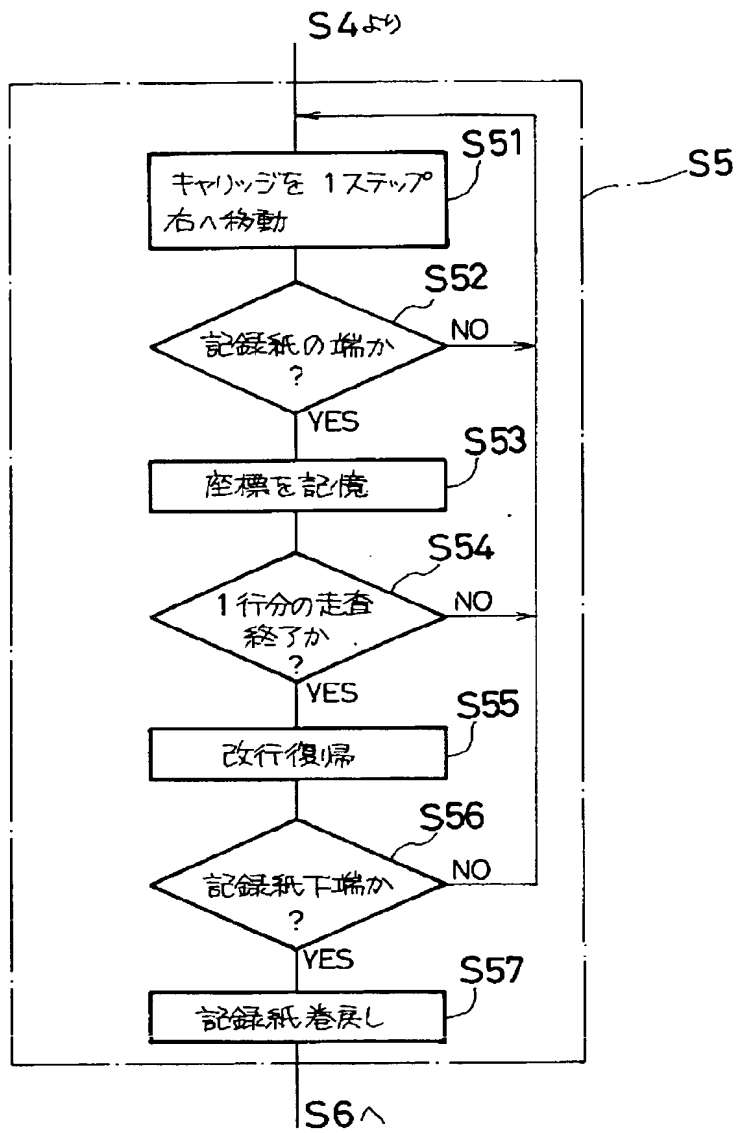 S4より
S51
S5
キャリッジを 1ステップ
右へ移動
S52
記録紙の端か
?
NO
YES
S53
座標を記憶
S54
1行分の走査
終了か
?
NO
YES
S55
改行復帰
S56
記録紙下端か
?
NO
YES
S57
記録紙巻戻し
S6へ